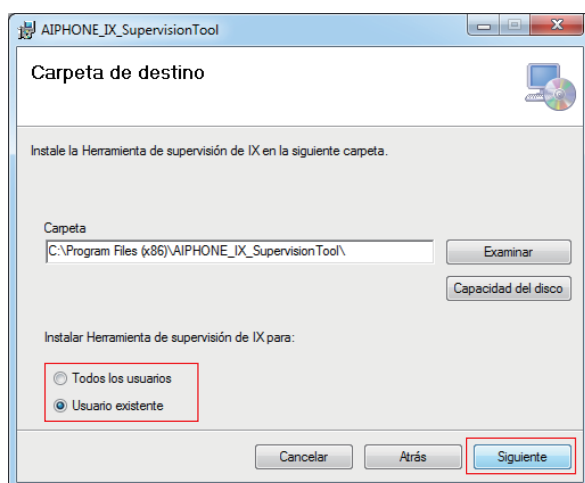 AIPHONE_IX_SupervisionTool
Carpeta de destino
Instale la Herramienta de supervisión de IX en la siguiente carpeta.
Carpeta
C:\Program Files (x86)\AIPHONE_IX_SupervisionTool\
Examinar
Capacidad del disco
Instalar Herramienta de supervisión de IX para:
Todos los usuarios
Usuario existente
Cancelar
Atrás
Siguiente